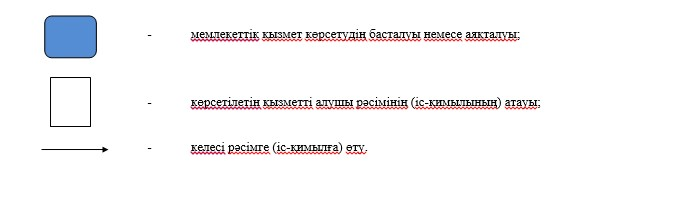 - мемлекеттік қызмет көрсетудің басталуы немесе аяқталуы;
- көрсетілетін қызметті алушы рәсімінің (іс-қимылының) атауы;
- келесі рәсімге (іс-қимылға) өту.